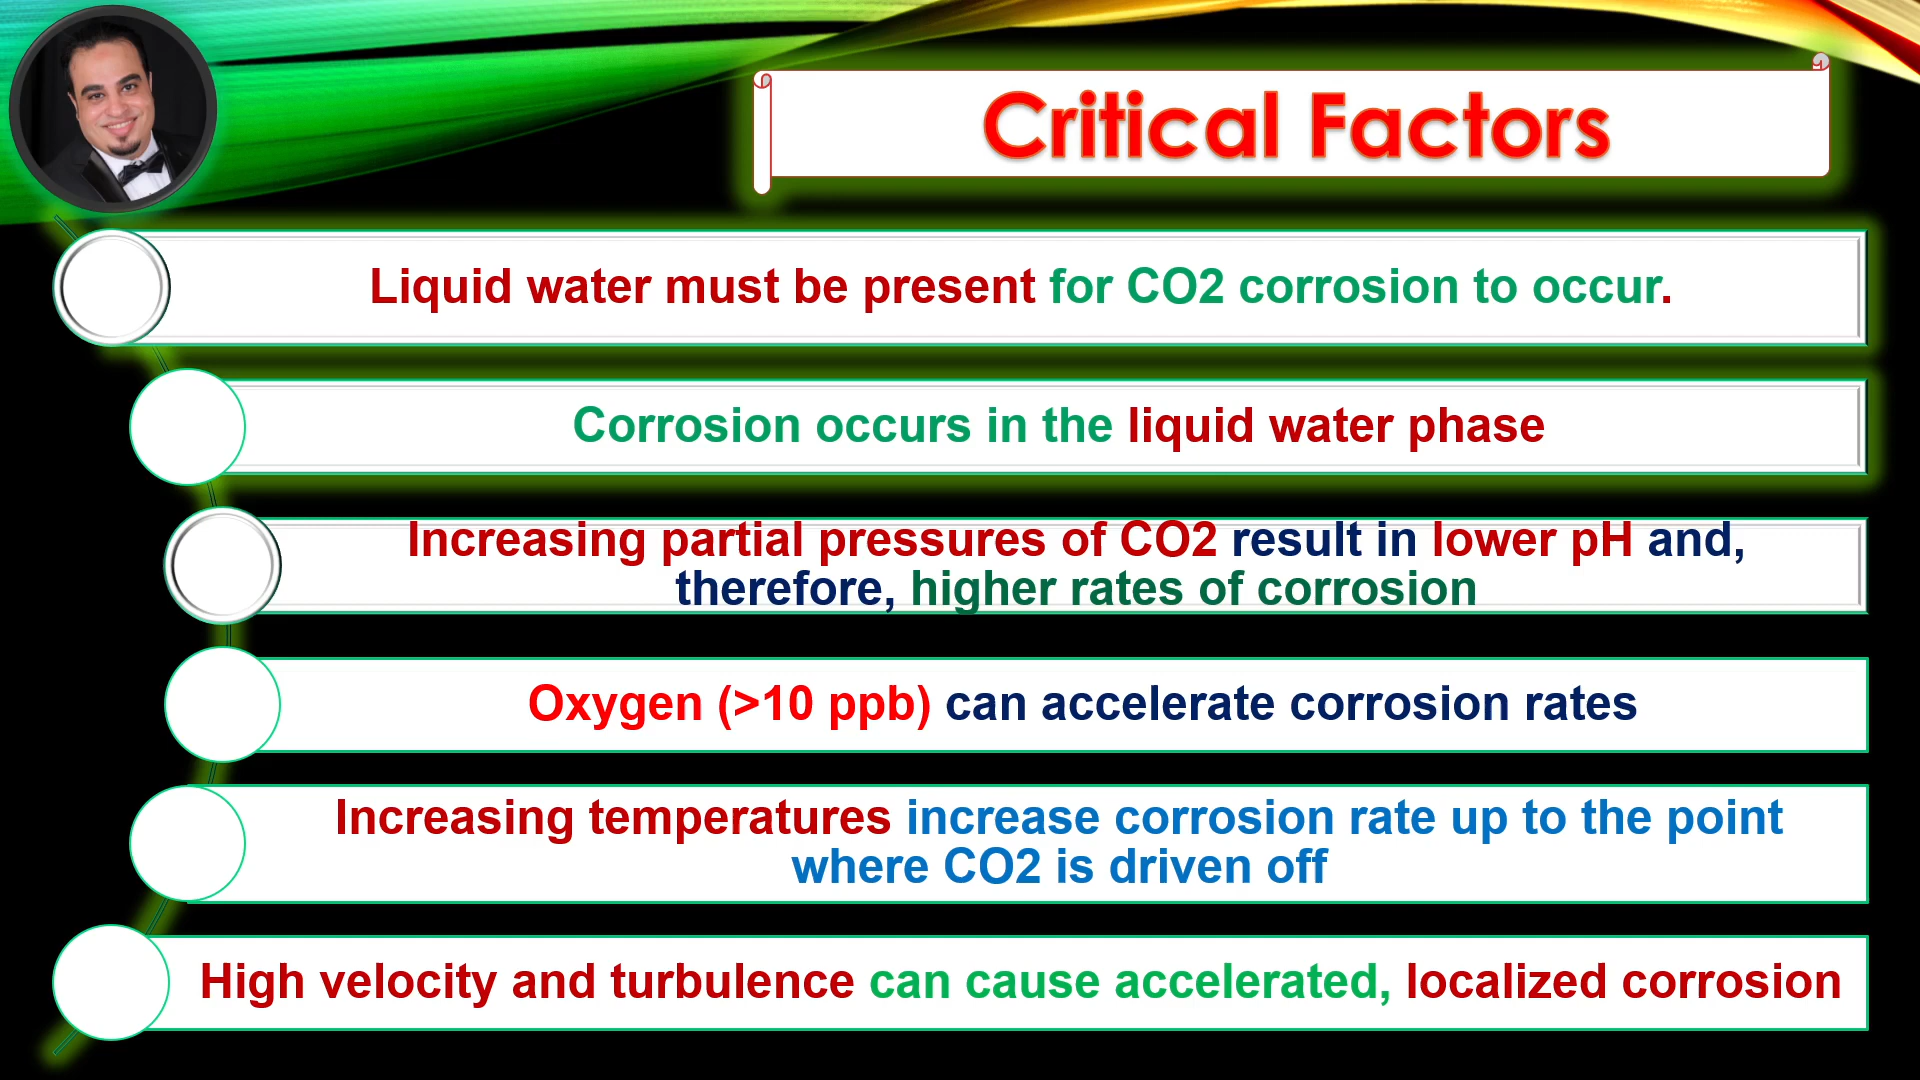 Critical Factors
Liquid water must be present for CO2 corrosion to occur.
Corrosion occurs in the liquid water phase
Increasing partial pressures of CO2 result in lower pH and,
therefore, higher rates of corrosion
Oxygen (>10 ppb) can accelerate corrosion rates
Increasing temperatures increase corrosion rate up to the point
where CO2 is driven off
High velocity and turbulence can cause accelerated, localized corrosion